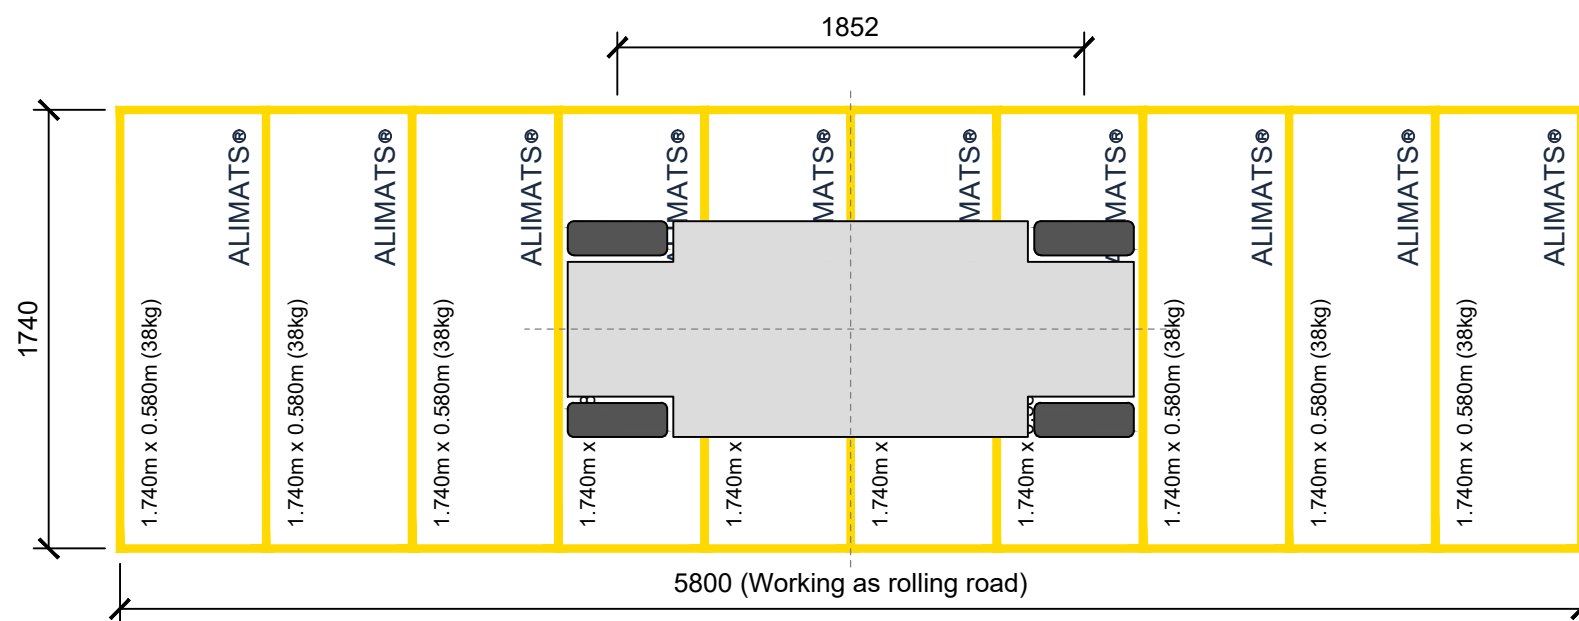 1852
ALIMATS®
ALIMATS®
ALIMATS®
MATS®
IMATS®
MATS®
MATS®
ALIMATS®
ALIMATS®
ALIMATS®
1740
1.740m x 0.580m (38kg)
1.740m x 0.580m (38kg)
1.740m x 0.580m (38kg)
1.740m x
1.740m x
1.740m x
1.740m x
1.740m x 0.580m (38kg)
1.740m x 0.580m (38kg)
1.740m x 0.580m (38kg)
5800 (Working as rolling road)